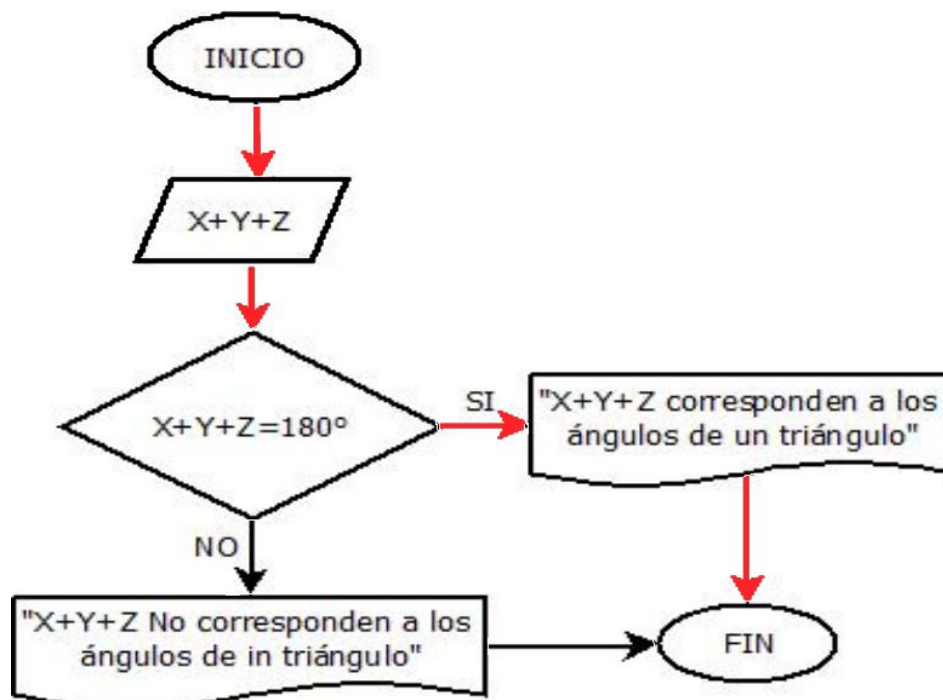 INICIO
X+Y+Z
X+Y+Z=180º
SI
"X+Y+Z corresponden a los
ángulos de un triángulo"
NO
"X+Y+Z No corresponden a los
ángulos de in triángulo"
FIN